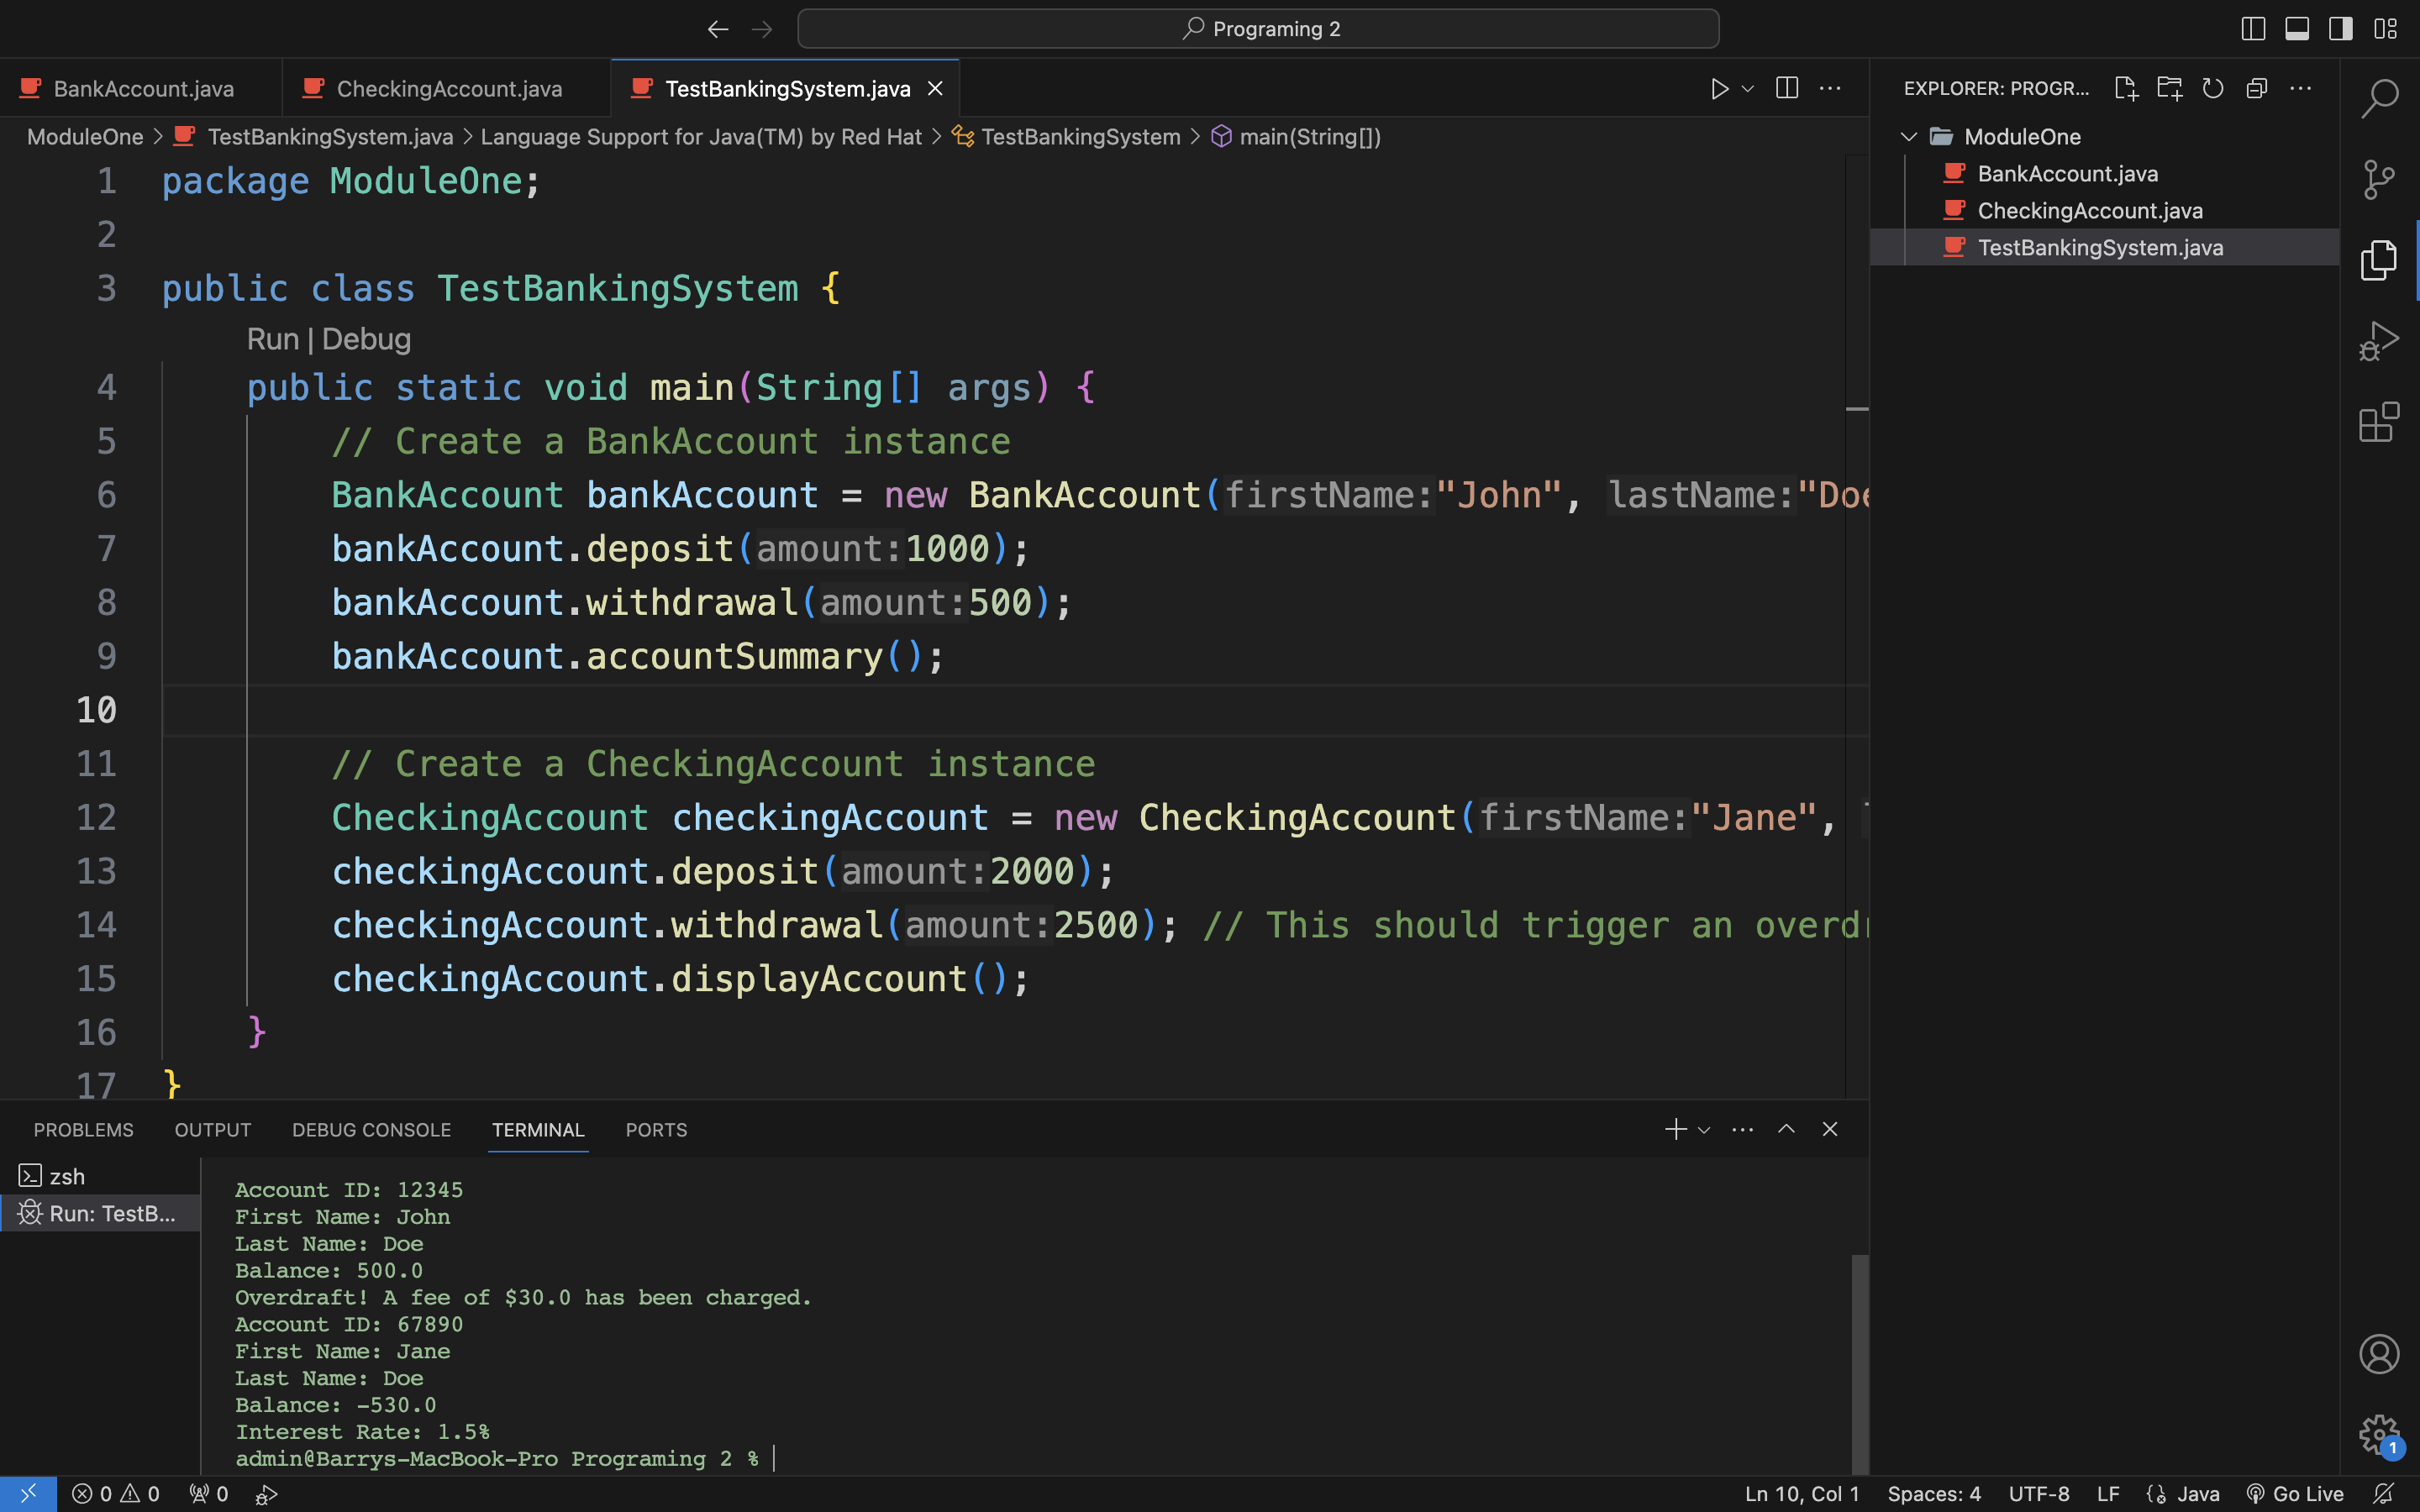 Programing 2
BankAccount.java
CheckingAccount.java
TestBankingSystem.java
ModuleOne > TestBankingSystem.java > Language Support for Java(TM) by Red Hat > TestBankingSystem > main(String[])
1 package ModuleOne;
2
3 public class TestBankingSystem {
Run | Debug
4 public static void main(String[] args) {
5 // Create a BankAccount instance
6 BankAccount bankAccount = new BankAccount(firstName:"John", lastName:"Doe
7 bankAccount.deposit(amount:1000);
8 bankAccount.withdrawal(amount:500);
9 bankAccount.accountSummary();
10
11 // Create a CheckingAccount instance
12 CheckingAccount checkingAccount = new CheckingAccount(firstName:"Jane",
13 checkingAccount.deposit(amount:2000);
14 checkingAccount.withdrawal(amount:2500); // This should trigger an overd
15 checkingAccount.displayAccount();
16 }
17 }
EXPLORER: PROGR...
ModuleOne
BankAccount.java
CheckingAccount.java
TestBankingSystem.java
PROBLEMS OUTPUT DEBUG CONSOLE TERMINAL PORTS
zsh
Run: TestB...
Account ID: 12345
First Name: John
Last Name: Doe
Balance: 500.0
Overdraft! A fee of $30.0 has been charged.
Account ID: 67890
First Name: Jane
Last Name: Doe
Balance: -530.0
Interest Rate: 1.5%
admin@Barrys-MacBook-Pro Programing 2 %
1
0 0 0 Ln 10, Col 1 Spaces: 4 UTF-8 LF Java Go Live